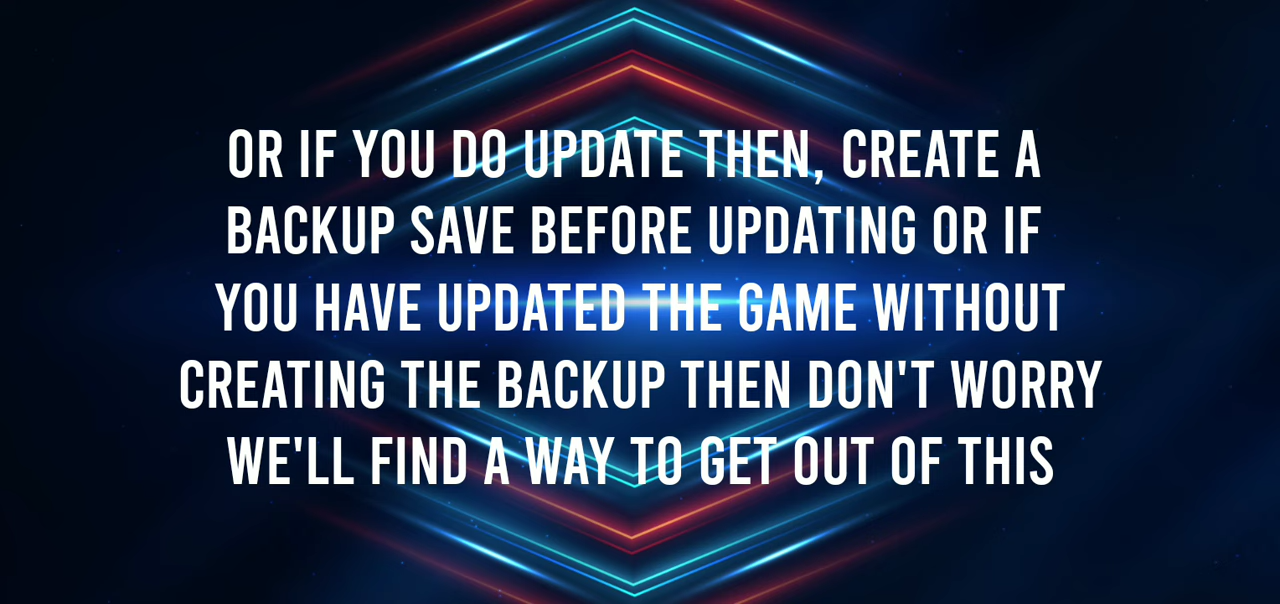 OR IF YOU DO UPDATE THEN, CREATE A
BACKUP SAVE BEFORE UPDATING OR IF
YOU HAVE UPDATED THE GAME WITHOUT
CREATING THE BACKUP THEN DON'T WORRY
WE'LL FIND A WAY TO GET OUT OF THIS